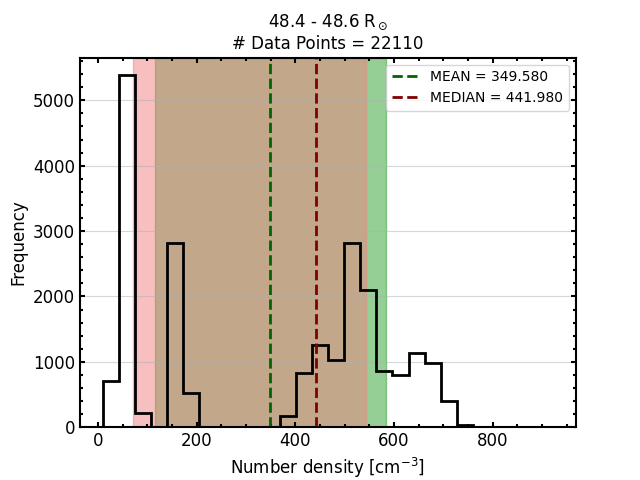 48.4 - 48.6 R⊙
# Data Points = 22110
MEAN = 349.580
MEDIAN = 441.980
Frequency
5000
4000
3000
2000
1000
0
0 200 400 600 800
Number density [cm⁻³]